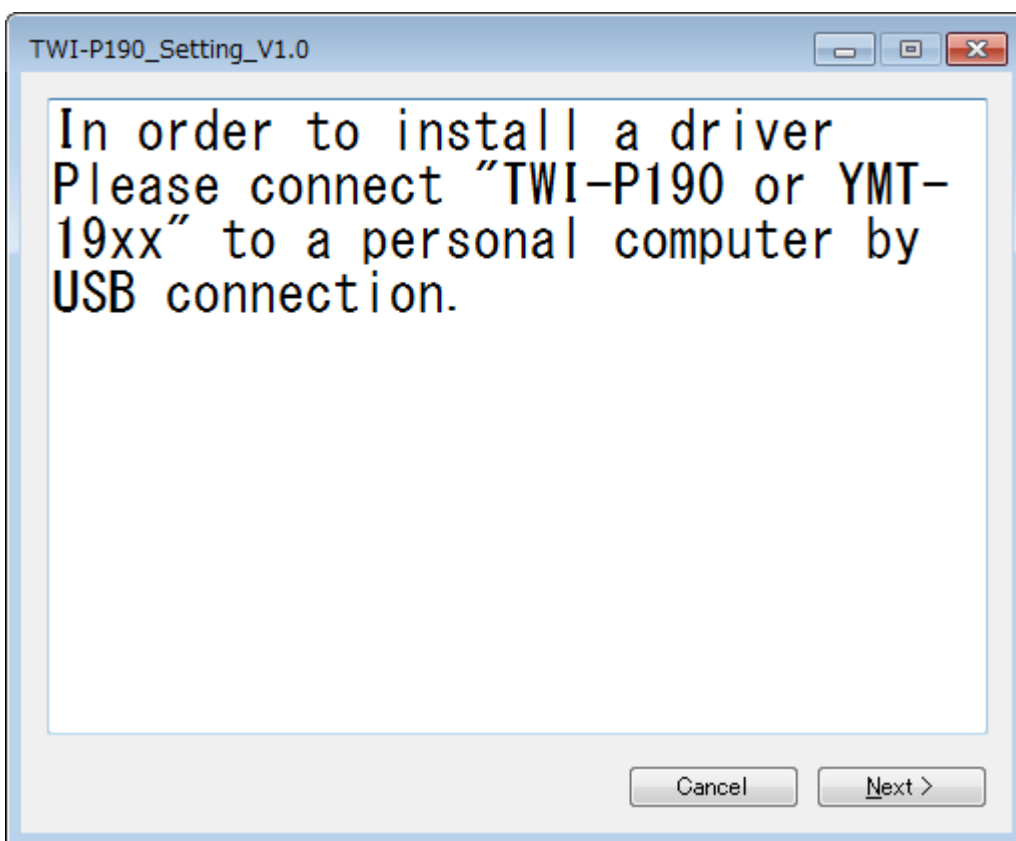 TWI-P190_Setting_V1.0
In order to install a driver
Please connect "TWI-P190 or YMT-
19xx" to a personal computer by
USB connection.
Cancel
Next >